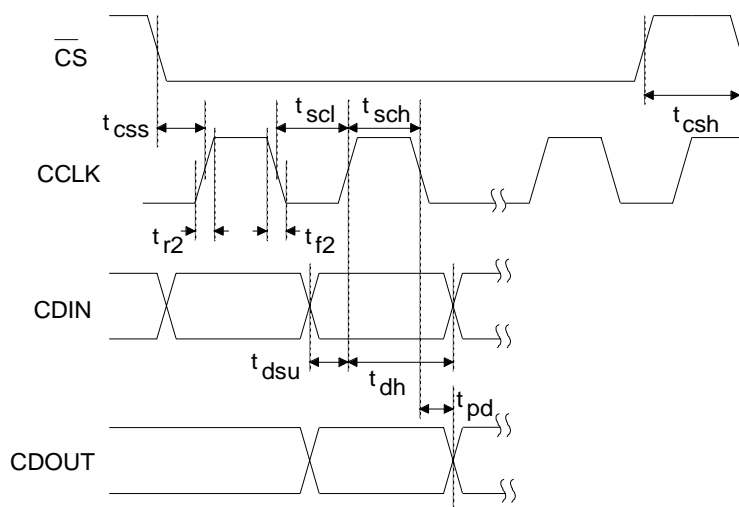 CS
t scl
t sch
t css
t csh
CCLK
t r2
t f2
CDIN
t dsu
t dh
t pd
CDOUT